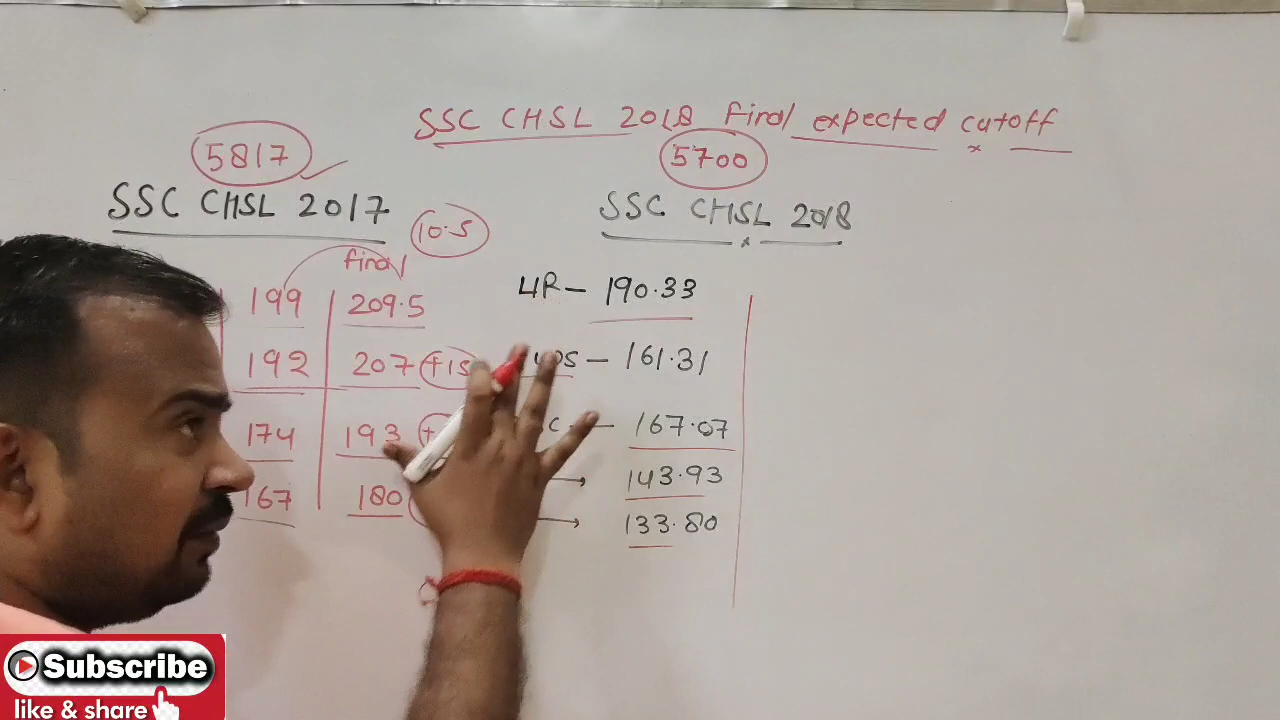 SSC CHSL 2018 Final expected cutoff
5817
5700
SSC CHSL 2017
SSC CHSL 2018
10.5
final
199 209.5
192 207 +15
174 193
167 180
UR - 190.33
161.31
167.07
143.93
133.80
Subscribe
like & share